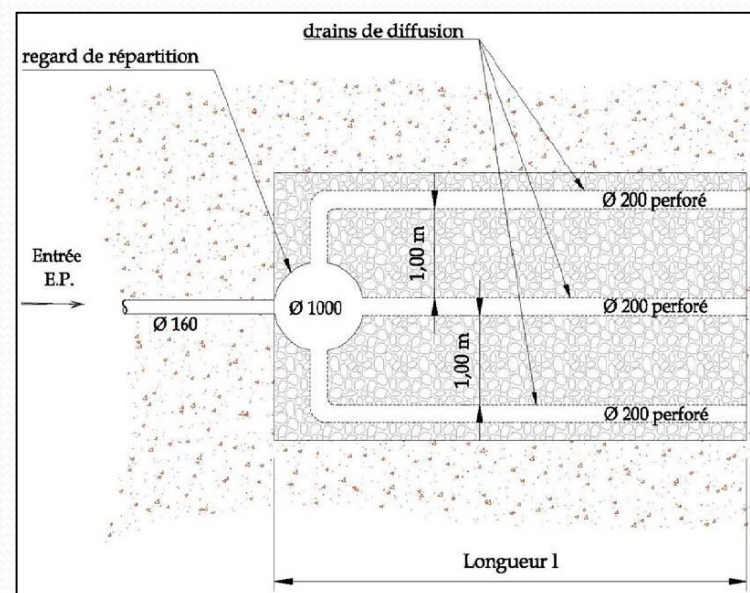 drains de diffusion
regard de répartition
Ø 200 perforé
Entrée
E.P.
1,00 m
Ø 1000
Ø 200 perforé
Ø 160
1,00 m
Ø 200 perforé
Longueur l